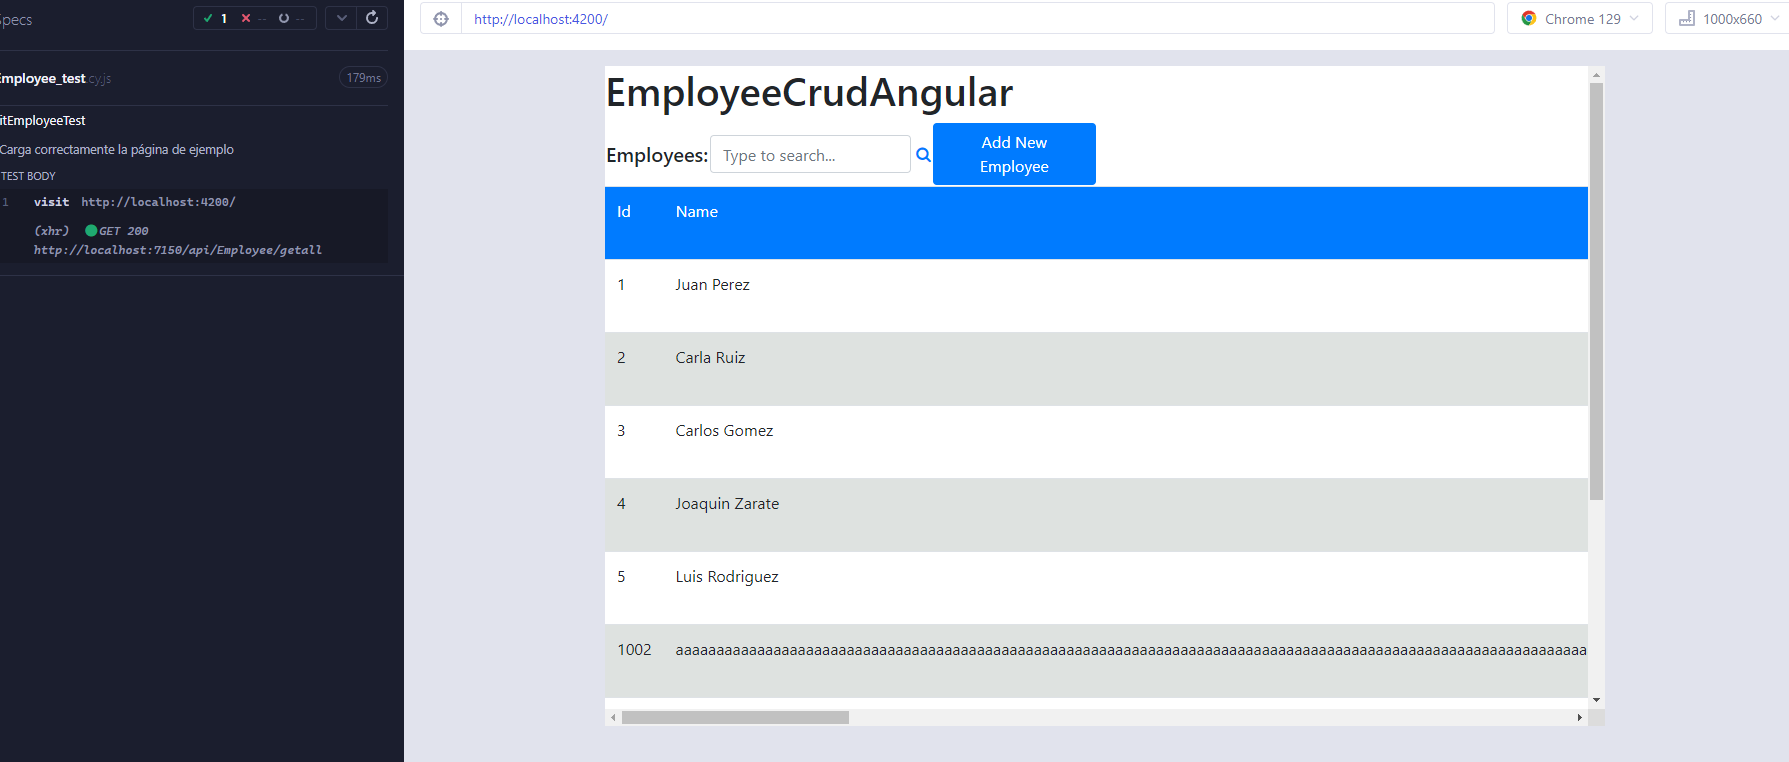 Specs
1
--
--
Employee_test.cy.js
179ms
itEmployeeTest
Carga correctamente la página de ejemplo
TEST BODY
1 visit http://localhost:4200/
(xhr) GET 200
http://localhost:7150/api/Employee/getall
http://localhost:4200/
Chrome 129
1000x660
EmployeeCrudAngular
Employees: Type to search...
Add New
Employee
Id Name
1 Juan Perez
2 Carla Ruiz
3 Carlos Gomez
4 Joaquin Zarate
5 Luis Rodriguez
1002